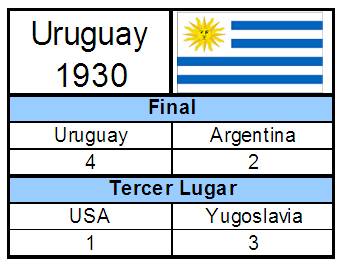 Uruguay
1930
Final
Uruguay Argentina
4 2
Tercer Lugar
USA Yugoslavia
1 3